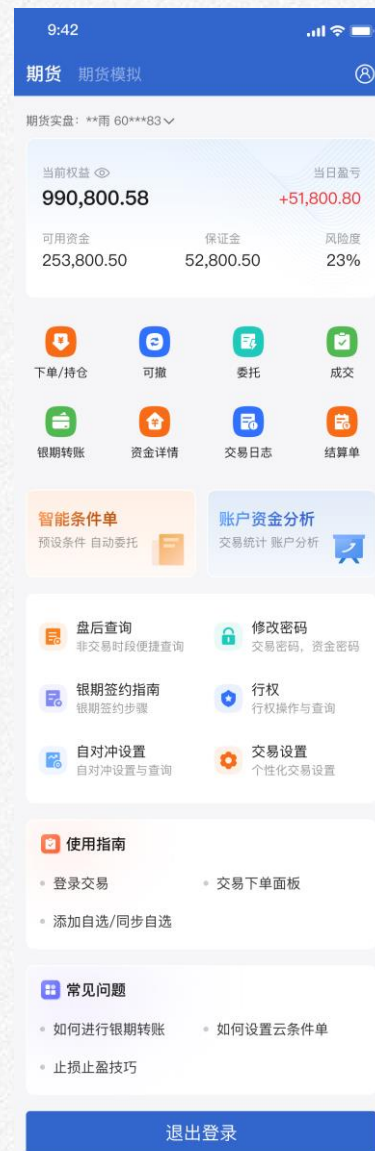 9:42
期货 期货模拟
期货实盘：**雨 60***83
当前权益 当日盈亏
990,800.58 +51,800.80
可用资金 保证金 风险度
253,800.50 52,800.50 23%
下单/持仓 可撤 委托 成交
银期转账 资金详情 交易日志 结算单
智能条件单 账户资金分析
预设条件 自动委托 交易统计 账户分析
盘后查询 修改密码
非交易时段便捷查询 交易密码，资金密码
银期签约指南 行权
银期签约步骤 行权操作与查询
自对冲设置 交易设置
自对冲设置与查询 个性化交易设置
使用指南
登录交易 交易下单面板
添加自选/同步自选
常见问题
如何进行银期转账 如何设置云条件单
止损止盈技巧
退出登录